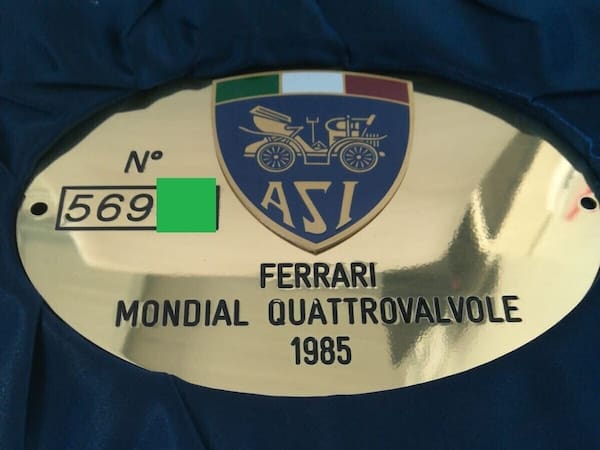 ASI
N°
569
FERRARI
MONDIAL QUATTROVALVOLE
1985